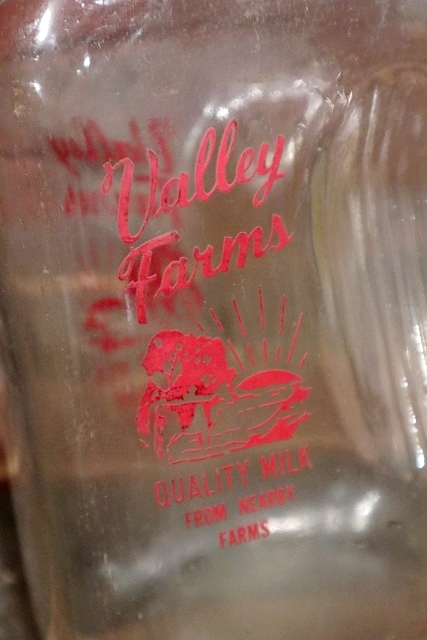 Valley
Farms
QUALITY MILK
FROM NEARBY
FARMS